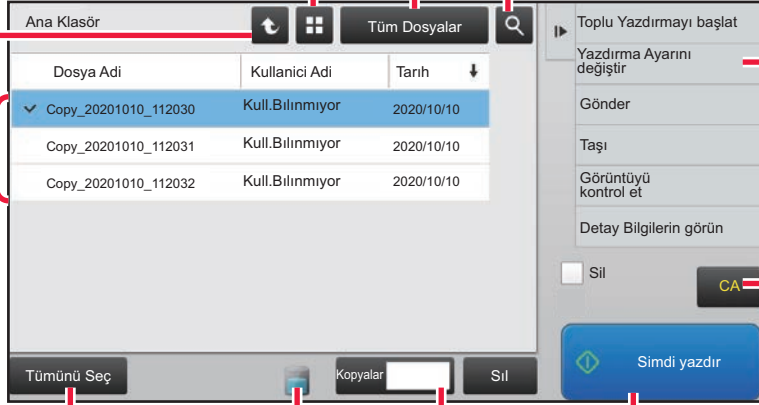 Ana Klasör
Tüm Dosyalar
Dosya Adi Kullanici Adi Tarıh
Copy_20201010_112030 Kull.Bılınmıyor 2020/10/10
Copy_20201010_112031 Kull.Bılınmıyor 2020/10/10
Copy_20201010_112032 Kull.Bılınmıyor 2020/10/10
Tümünü Seç
Kopyalar
Sıl
Toplu Yazdırmayı başlat
Yazdırma Ayarını
değiştir
Gönder
Taşı
Görüntüyü
kontrol et
Detay Bilgilerin görün
Sil
CA
Simdi yazdır